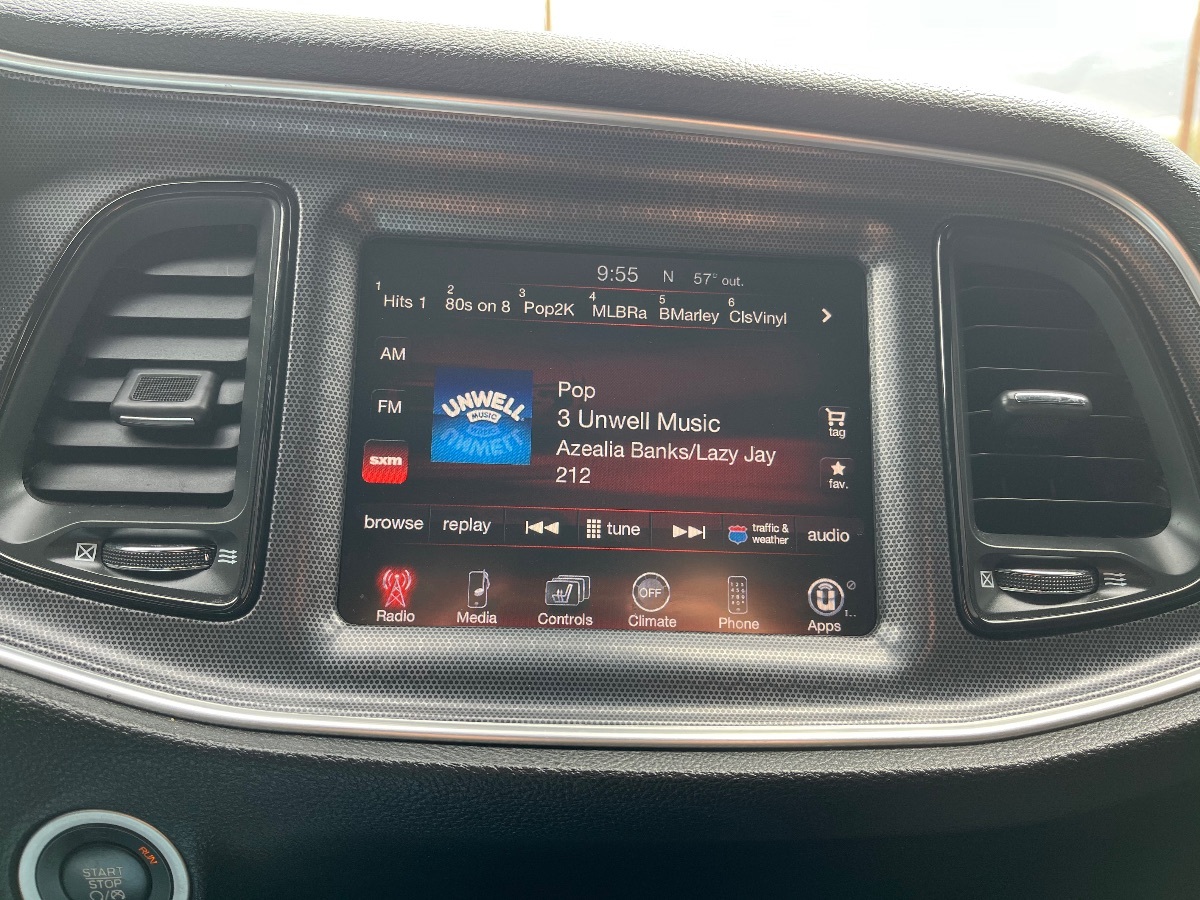 9:55 N 57° out.
1 Hits 1 2 80s on 8 3 Pop2K 4 MLBRa 5 BMarley 6 ClsVinyl
AM
FM
sxm
UNWELL
MUSIC
Pop
3 Unwell Music
Azealia Banks/Lazy Jay
212
tag
fav.
browse replay tune traffic & weather audio
OFF
Radio Media Controls Climate Phone Apps
RUN
START
STOP